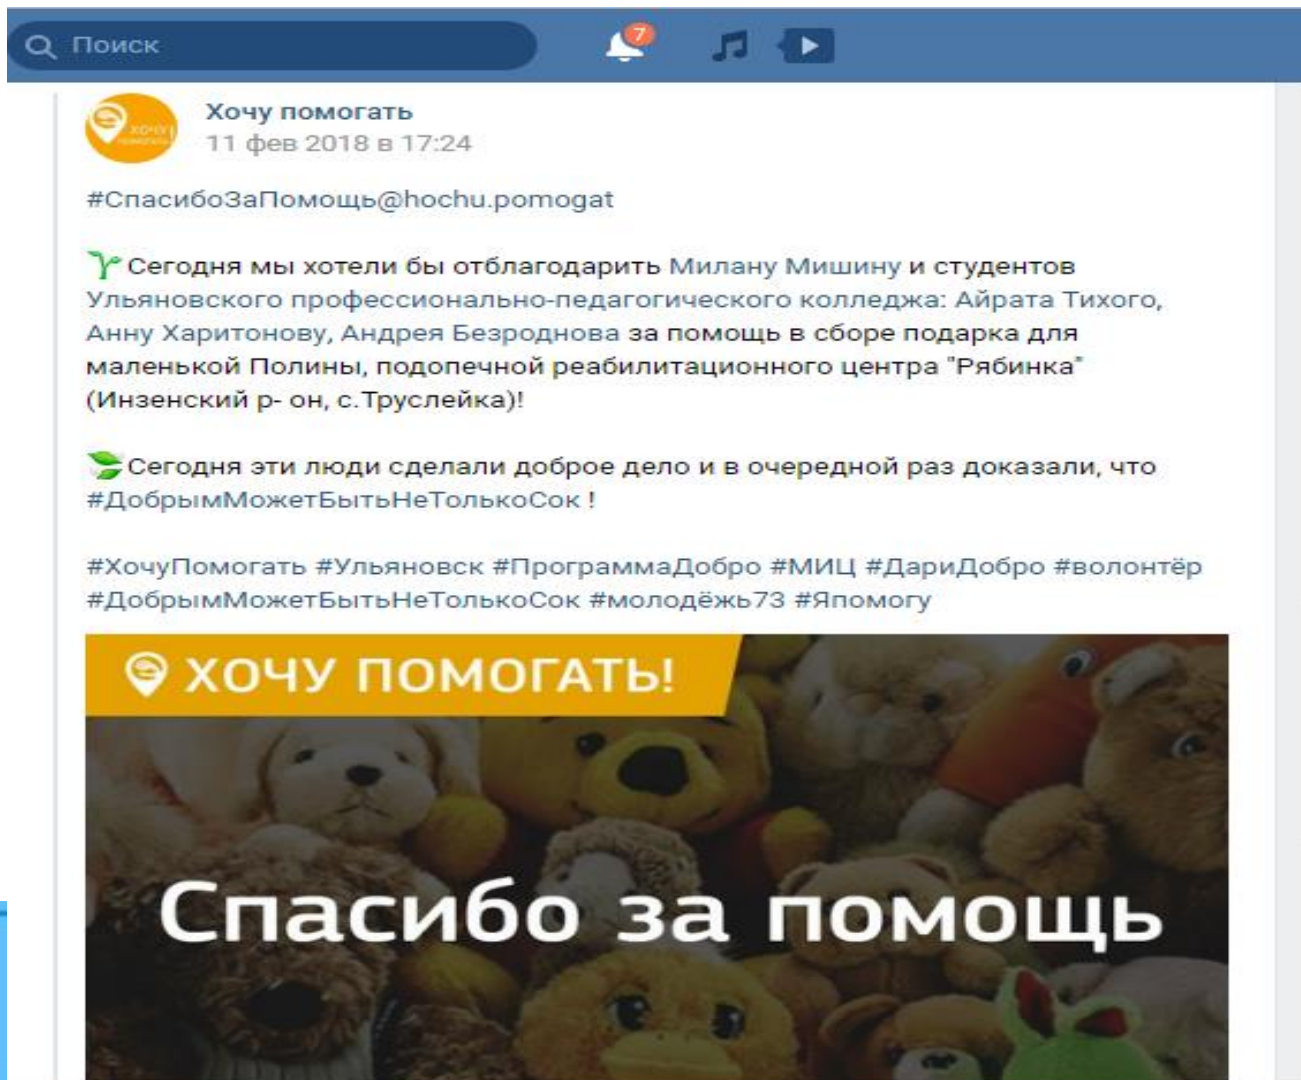 Поиск
7
Хочу помогать
11 фев 2018 в 17:24
#СпасибоЗаПомощь@hochu.pomogat
Сегодня мы хотели бы отблагодарить Милану Мишину и студентов
Ульяновского профессионально-педагогического колледжа: Айрата Тихого,
Анну Харитонову, Андрея Безроднова за помощь в сборе подарка для
маленькой Полины, подопечной реабилитационного центра "Рябинка"
(Инзенский р- он, с.Труслейка)!
Сегодня эти люди сделали доброе дело и в очередной раз доказали, что
#ДобрымМожетБытьНеТолькоСок !
#ХочуПомогать #Ульяновск #ПрограммаДобро #МИЦ #ДариДобро #волонтёр
#ДобрымМожетБытьНеТолькоСок #молодёжь73 #Япомогу
ХОЧУ ПОМОГАТЬ!
Спасибо за помощь